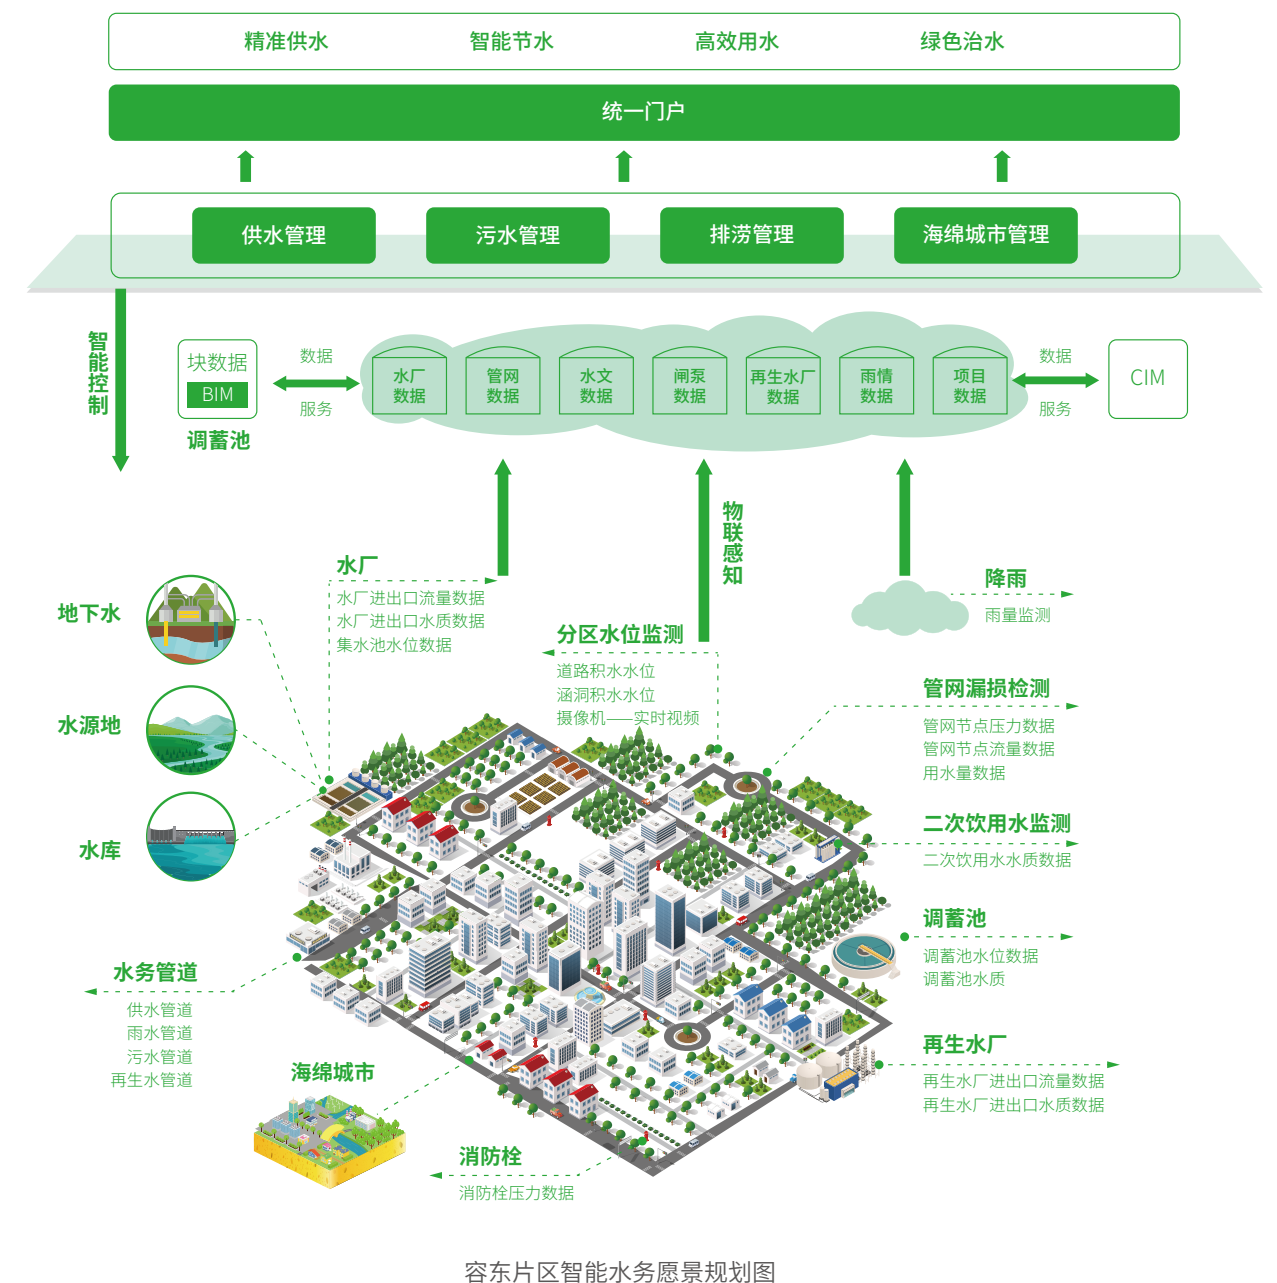 精准供水 智能节水 高效用水 绿色治水
统一门户
供水管理 污水管理 排涝管理 海绵城市管理
智能控制
块数据
BIM
调蓄池
数据
服务
水厂数据
管网数据
水文数据
闸泵数据
再生水厂数据
雨情数据
项目数据
数据
服务
CIM
物联感知
水厂
水厂进出口流量数据
水厂进出口水质数据
集水池水位数据
降雨
雨量监测
地下水
分区水位监测
道路积水水位
涵洞积水水位
摄像机——实时视频
管网漏损检测
管网节点压力数据
管网节点流量数据
用水量数据
水源地
二次饮用水监测
二次饮用水水质数据
水库
调蓄池
调蓄池水位数据
调蓄池水质
水务管道
供水管道
雨水管道
污水管道
再生水管道
再生水厂
再生水厂进出口流量数据
再生水厂进出口水质数据
海绵城市
消防栓
消防栓压力数据
容东片区智能水务愿景规划图